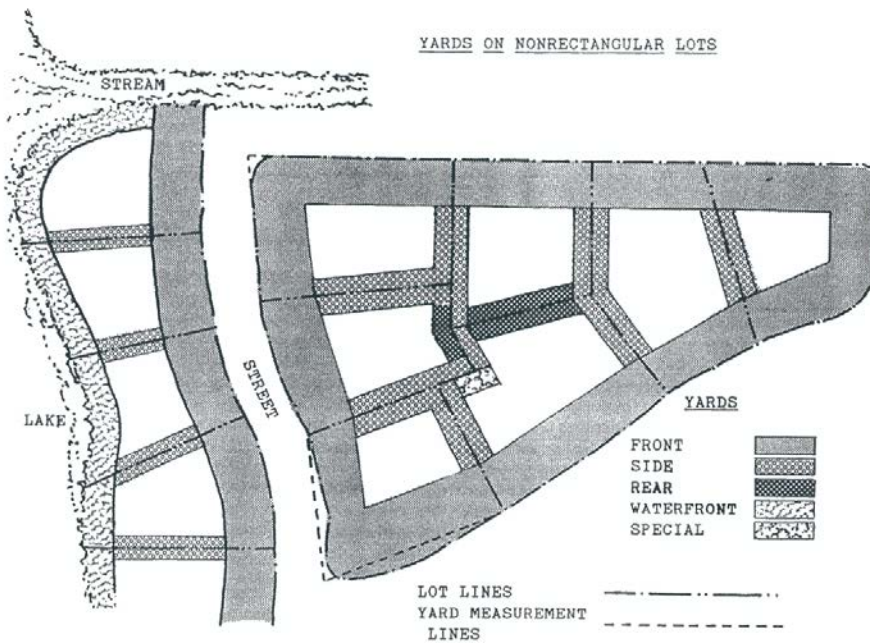 YARDS ON NONRECTANGULAR LOTS
STREAM
STREET
LAKE
YARDS
FRONT
SIDE
REAR
WATERFRONT
SPECIAL
LOT LINES
YARD MEASUREMENT
LINES